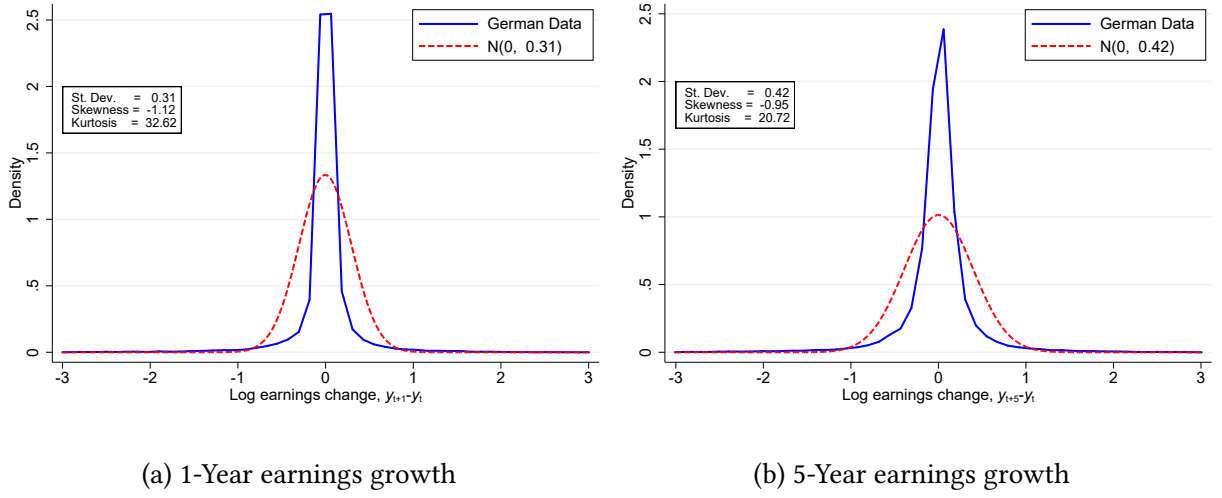 2.5
2
1.5
1
.5
0
Density
-3
-2
-1
0
1
2
3
Log earnings change, yt+1-yt
St. Dev. = 0.31
Skewness = -1.12
Kurtosis = 32.62
German Data
N(0, 0.31)
(a) 1-Year earnings growth
2.5
2
1.5
1
.5
0
Density
-3
-2
-1
0
1
2
3
Log earnings change, yt+5-yt
St. Dev. = 0.42
Skewness = -0.95
Kurtosis = 20.72
German Data
N(0, 0.42)
(b) 5-Year earnings growth